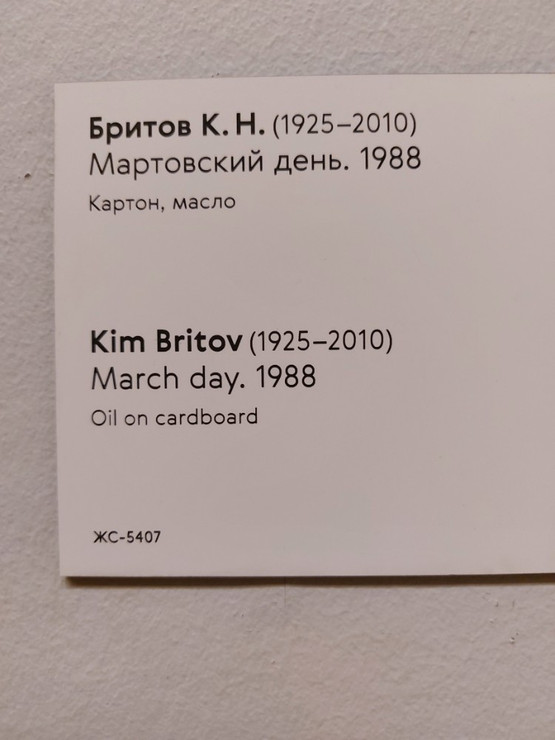 Бритов К. Н. (1925–2010)
Мартовский день. 1988
Картон, масло
Kim Britov (1925–2010)
March day. 1988
Oil on cardboard
ЖС-5407